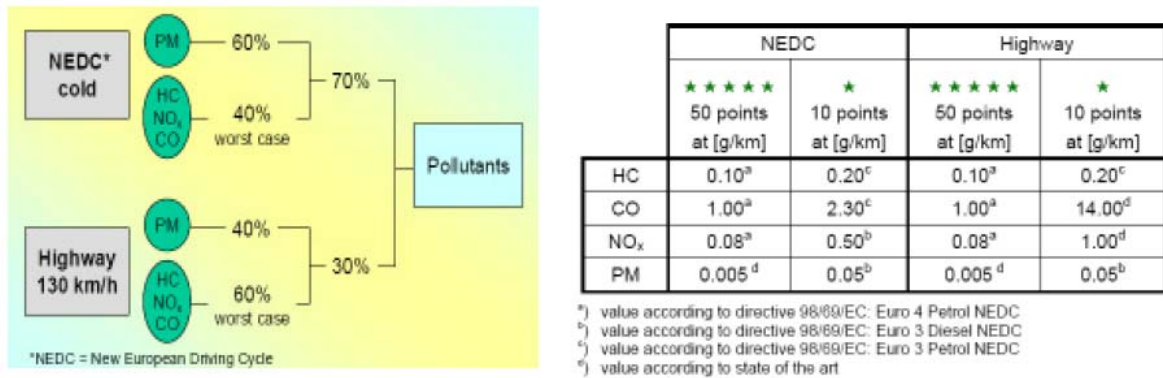 NEDC*
cold
PM
60%
HC
NOx
CO
40%
worst case
70%
Pollutants
Highway
130 km/h
PM
40%
HC
NOx
CO
60%
worst case
30%
*NEDC = New European Driving Cycle
NEDC Highway
★★★★★ ★ ★★★★★ ★
50 points 10 points 50 points 10 points
at [g/km] at [g/km] at [g/km] at [g/km]
HC 0.10a 0.20c 0.10a 0.20c
CO 1.00a 2.30c 1.00a 14.00d
NOx 0.08a 0.50b 0.08a 1.00d
PM 0.005 d 0.05b 0.005 d 0.05b
a) value according to directive 98/69/EC: Euro 4 Petrol NEDC
b) value according to directive 98/69/EC: Euro 3 Diesel NEDC
c) value according to directive 98/69/EC: Euro 3 Petrol NEDC
d) value according to state of the art